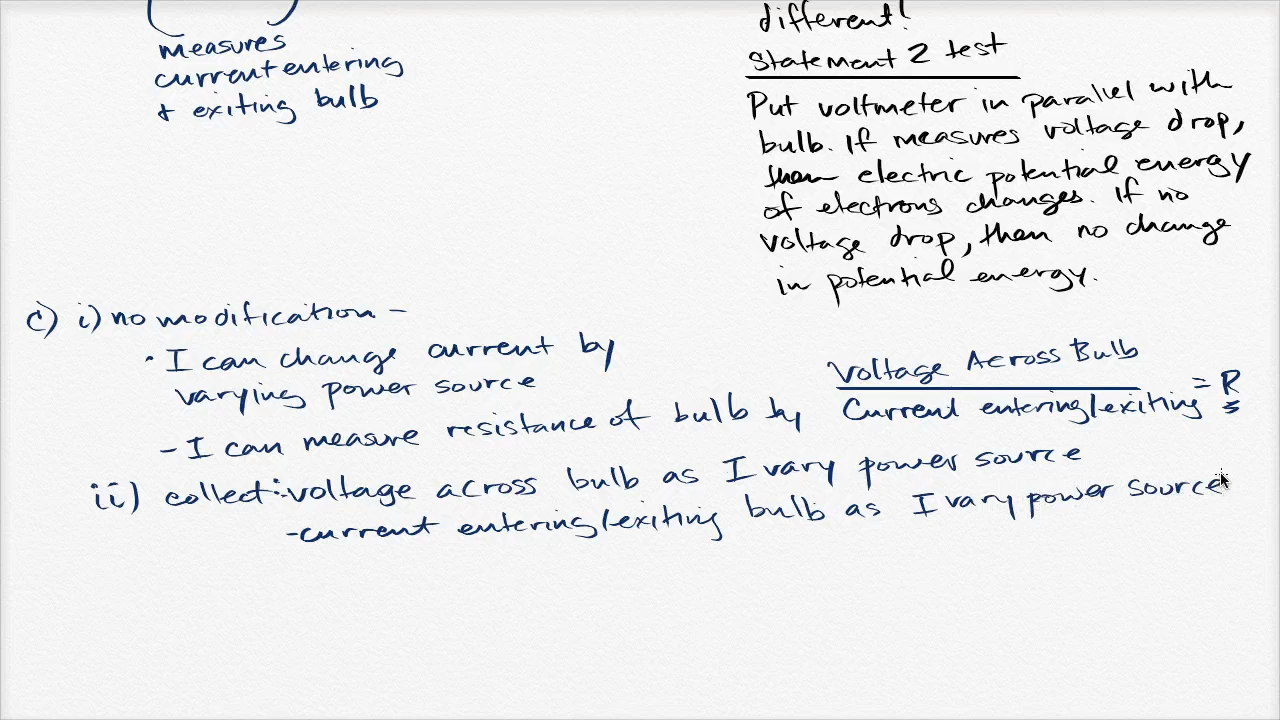 measures
current entering
+ exiting bulb
different!
Statement 2 test
Put voltmeter in parallel with
bulb. If measures voltage drop,
then electric potential energy
of electrons changes. If no
voltage drop, then no change
in potential energy.
c) i) no modification -
• I can change current by
varying power source
- I can measure resistance of bulb by
Voltage Across Bulb
Current entering/exiting = R
ii) collect: - voltage across bulb as I vary power source
- current entering/exiting bulb as I vary power source